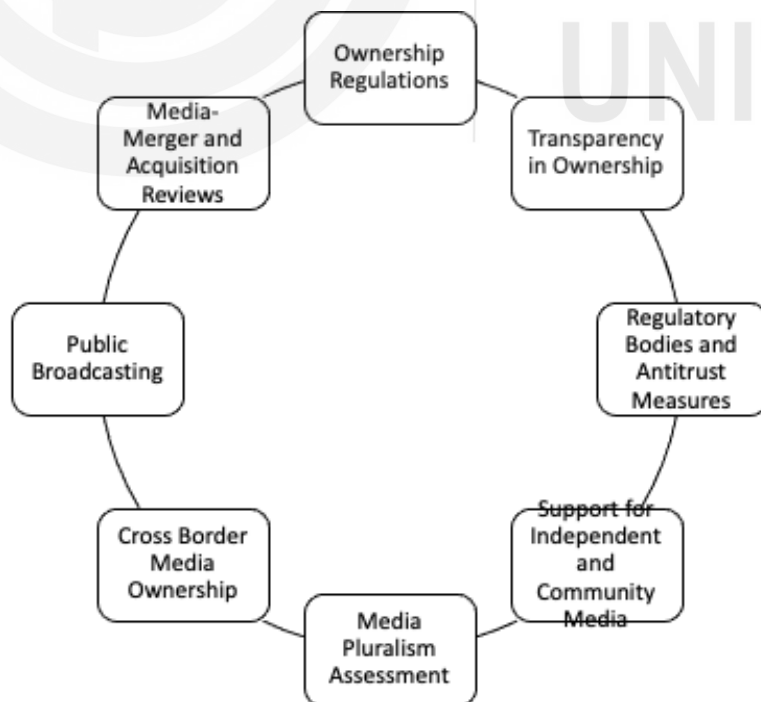 Ownership
Regulations
UNI
Transparency
in Ownership
Regulatory
Bodies and
Antitrust
Measures
Support for
Independent
and
Community
Media
Media
Pluralism
Assessment
Cross Border
Media
Ownership
Public
Broadcasting
Media-
Merger and
Acquisition
Reviews